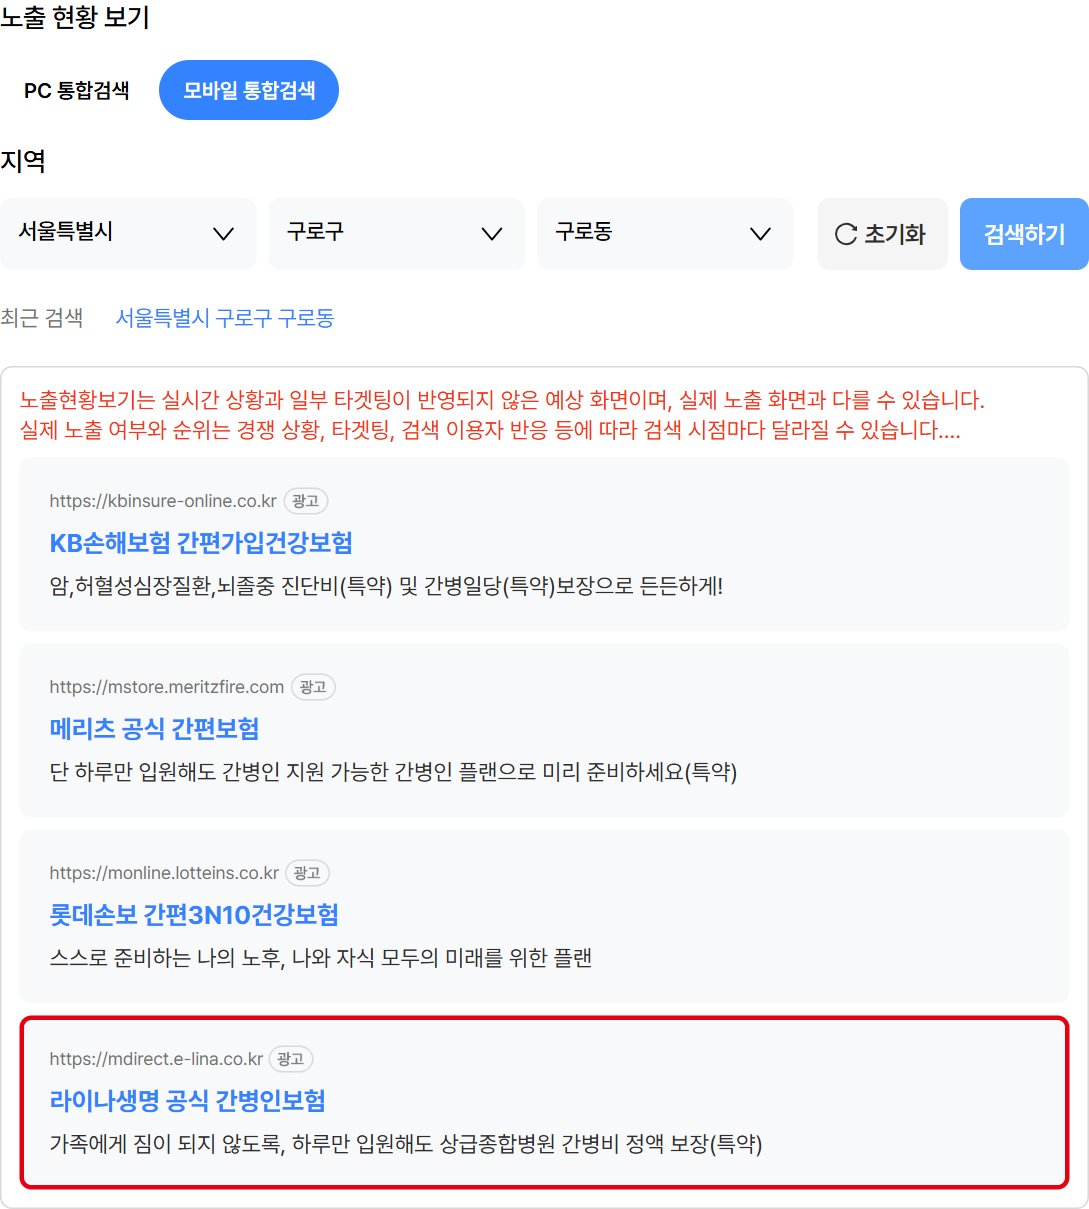 노출 현황 보기
PC 통합검색 모바일 통합검색
지역
서울특별시 구로구 구로동 초기화 검색하기
최근 검색 서울특별시 구로구 구로동
노출현황보기는 실시간 상황과 일부 타겟팅이 반영되지 않은 예상 화면이며, 실제 노출 화면과 다를 수 있습니다.
실제 노출 여부와 순위는 경쟁 상황, 타겟팅, 검색 이용자 반응 등에 따라 검색 시점마다 달라질 수 있습니다....
https://kbinsure-online.co.kr 광고
KB손해보험 간편가입건강보험
암,허혈성심장질환,뇌졸중 진단비(특약) 및 간병일당(특약)보장으로 든든하게!
https://mstore.meritzfire.com 광고
메리츠 공식 간편보험
단 하루만 입원해도 간병인 지원 가능한 간병인 플랜으로 미리 준비하세요(특약)
https://monline.lotteins.co.kr 광고
롯데손보 간편3N10건강보험
스스로 준비하는 나의 노후, 나와 자식 모두의 미래를 위한 플랜
https://mdirect.e-lina.co.kr 광고
라이나생명 공식 간병인보험
가족에게 짐이 되지 않도록, 하루만 입원해도 상급종합병원 간병비 정액 보장(특약)